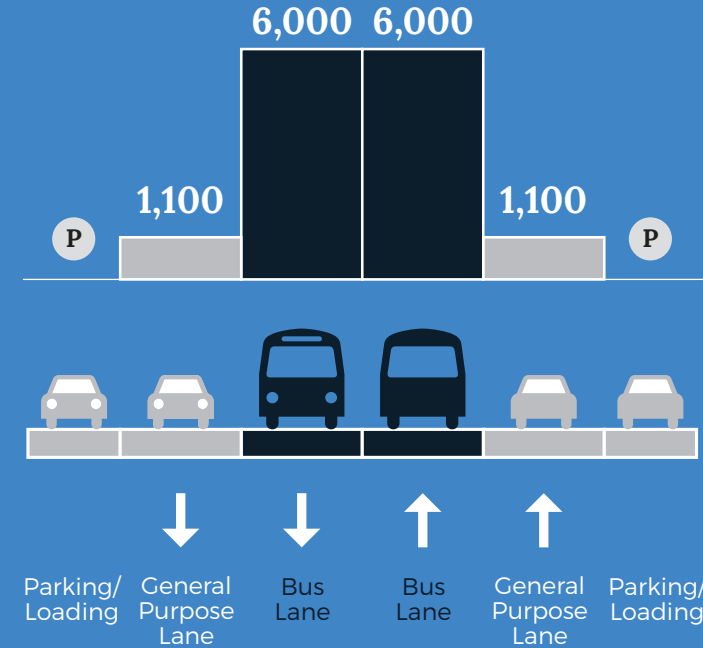 6,000 6,000
1,100 1,100
P P
Parking/
Loading
General
Purpose
Lane
Bus
Lane
Bus
Lane
General
Purpose
Lane
Parking/
Loading